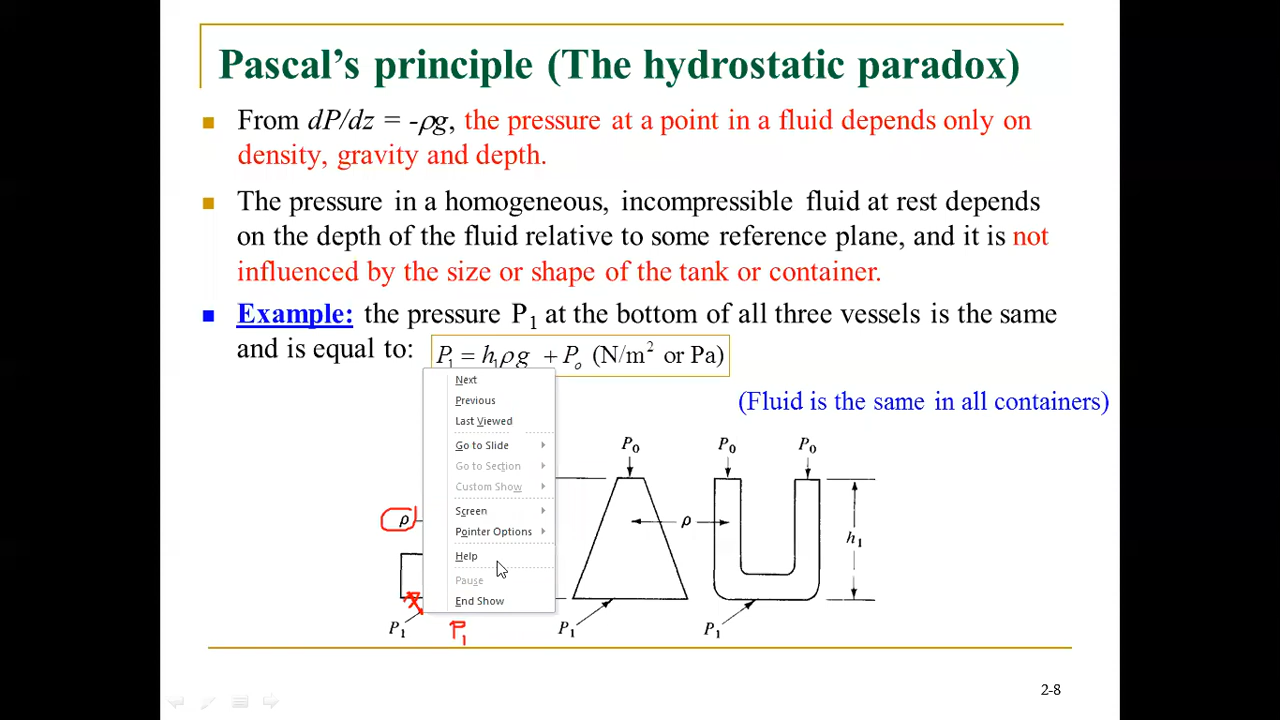 Pascal's principle (The hydrostatic paradox)
From dP/dz = -ρg, the pressure at a point in a fluid depends only on
density, gravity and depth.
The pressure in a homogeneous, incompressible fluid at rest depends
on the depth of the fluid relative to some reference plane, and it is not
influenced by the size or shape of the tank or container.
Example: the pressure P1 at the bottom of all three vessels is the same
and is equal to:
P1 = h1ρg + Po (N/m2 or Pa)
(Fluid is the same in all containers)
Next
Previous
Last Viewed
Go to Slide
Go to Section
Custom Show
Screen
Pointer Options
Help
Pause
End Show
P0
P0
P0
ρ
ρ
h1
P1
P1
P1
P1
2-8